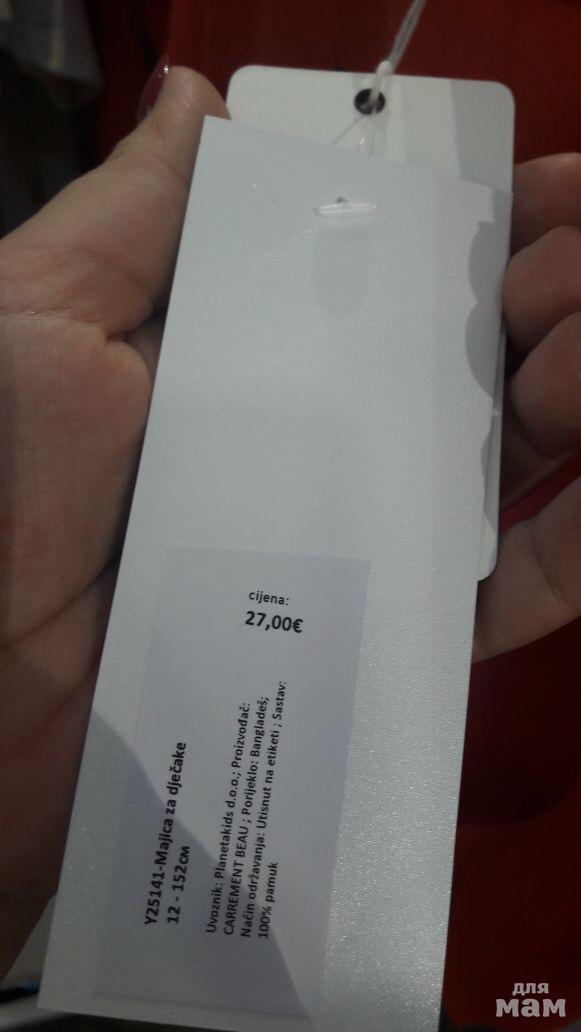 cijena:
27,00€
Y25141-Majica za dječake
12 - 152см
Uvoznik: Planetakids d.o.o.; Proizvođač:
CARREMENT BEAU ; Porijeklo: Bangladeš;
Način održavanja: Utisnut na etiketi ; Sastav:
100% pamuk
для
мам